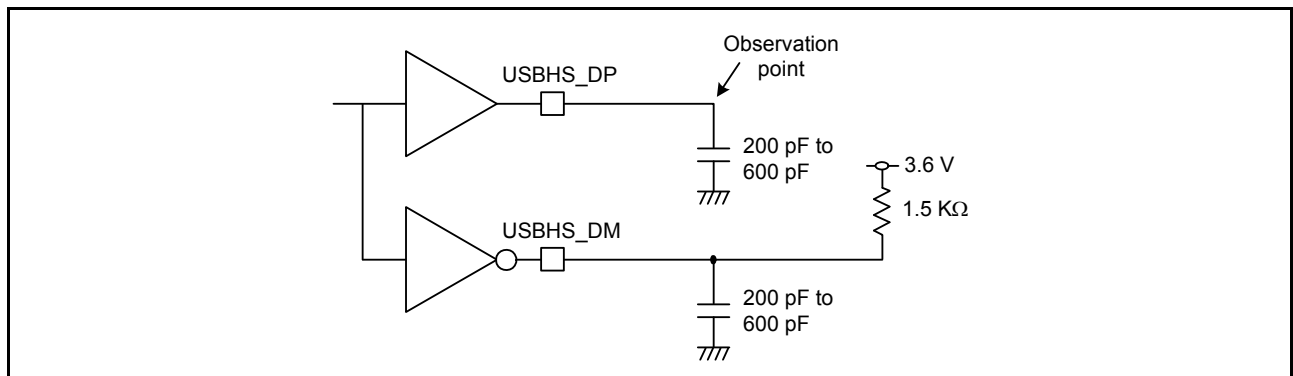 Observation
point
USBHS_DP
200 pF to
600 pF
3.6 V
1.5 KΩ
USBHS_DM
200 pF to
600 pF